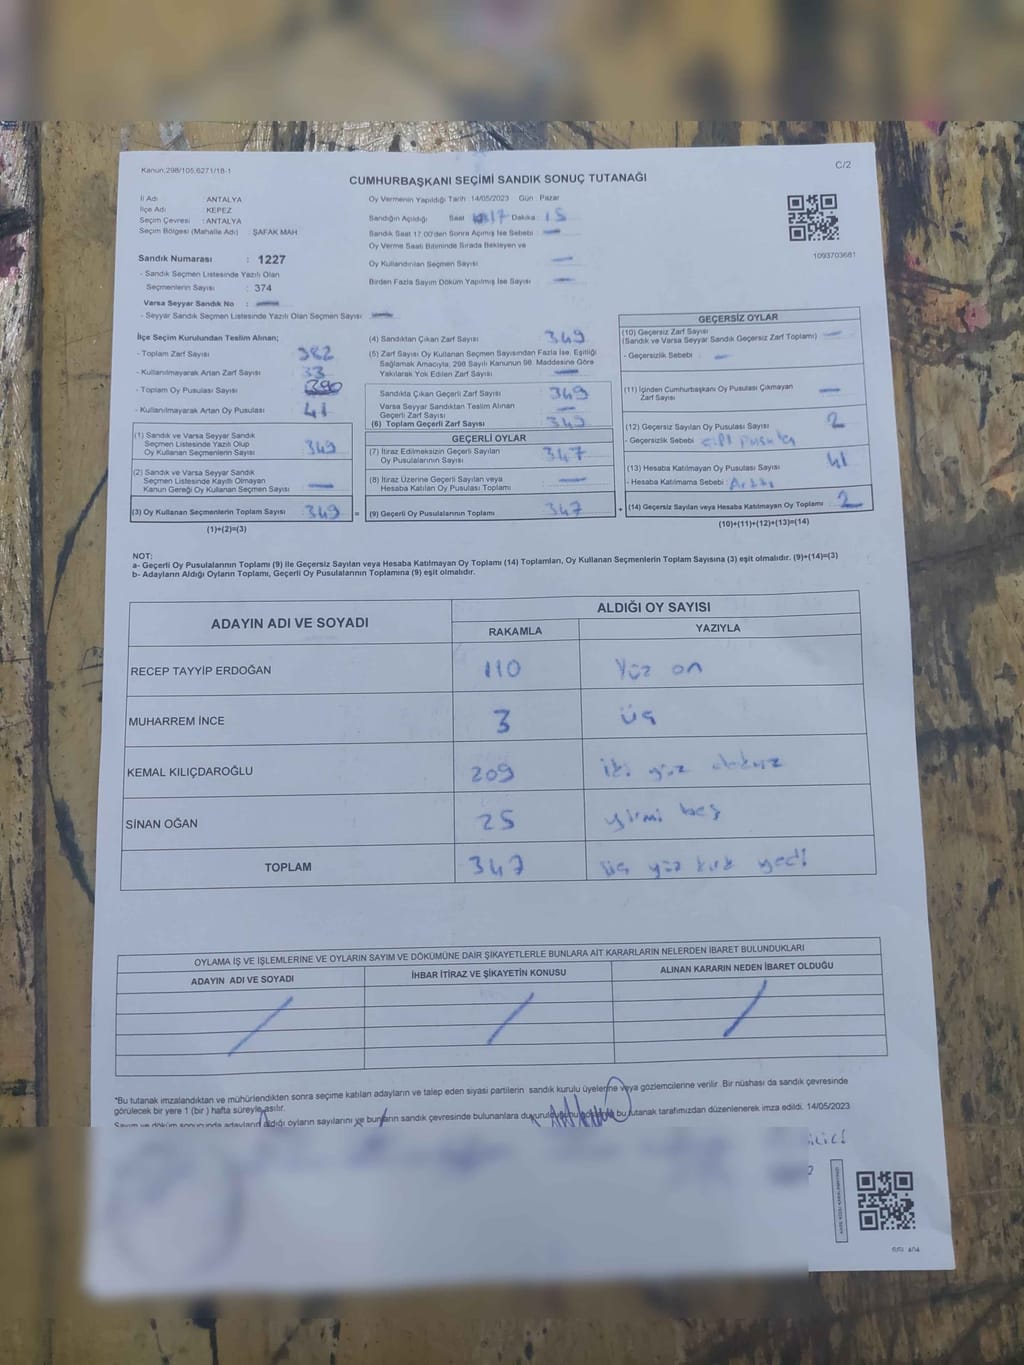 Kanun:298/105,6271/18-1
C/2
CUMHURBAŞKANI SEÇİMİ SANDIK SONUÇ TUTANAĞI
İl Adı : ANTALYA
İlçe Adı : KEPEZ
Seçim Çevresi : ANTALYA
Seçim Bölgesi (Mahalle Adı) : ŞAFAK MAH
Oy Vermenin Yapıldığı Tarih :14/05/2023 Gün : Pazar
Sandığın Açıldığı Saat 17 Dakika : 15
Sandık Saat 17.00'den Sonra Açımış İse Sebebi : —
Oy Verme Saati Bitiminde Sırada Bekleyen ve
Oy Kullandırılan Seçmen Sayısı —
Birden Fazla Sayım Döküm Yapılmış İse Sayısı : —
1093703681
Sandık Numarası : 1227
- Sandık Seçmen Listesinde Yazılı Olan
Seçmenlerin Sayısı : 374
Varsa Seyyar Sandık No : —
- Seyyar Sandık Seçmen Listesinde Yazılı Olan Seçmen Sayısı : —
İlçe Seçim Kurulundan Teslim Alınan;
- Toplam Zarf Sayısı 382
- Kullanılmayarak Artan Zarf Sayısı 33
- Toplam Oy Pusulası Sayısı 390
- Kullanılmayarak Artan Oy Pusulası 41
(1) Sandık ve Varsa Seyyar Sandık
Seçmen Listesinde Yazılı Olup
Oy Kullanan Seçmenlerin Sayısı 349
(2) Sandık ve Varsa Seyyar Sandık
Seçmen Listesinde Kayıtlı Olmayan
Kanun Gereği Oy Kullanan Seçmen Sayısı —
(3) Oy Kullanan Seçmenlerin Toplam Sayısı 349 =
(1)+(2)=(3)
(4) Sandıktan Çıkan Zarf Sayısı 349
(5) Zarf Sayısı Oy Kullanan Seçmen Sayısından Fazla İse, Eşitliği
Sağlamak Amacıyla; 298 Sayılı Kanunun 98. Maddesine Göre
Yakılarak Yok Edilen Zarf Sayısı —
Sandıkta Çıkan Geçerli Zarf Sayısı 349
Varsa Seyyar Sandıktan Teslim Alınan
Geçerli Zarf Sayısı —
(6) Toplam Geçerli Zarf Sayısı 349
GEÇERLİ OYLAR
(7) İtiraz Edilmeksizin Geçerli Sayılan
Oy Pusulalarının Sayısı 347
(8) İtiraz Üzerine Geçerli Sayılan veya
Hesaba Katılan Oy Pusulası Toplamı —
(9) Geçerli Oy Pusulalarının Toplamı 347 +
GEÇERSİZ OYLAR
(10) Geçersiz Zarf Sayısı
(Sandık ve Varsa Seyyar Sandık Geçersiz Zarf Toplamı) —
- Geçersizlik Sebebi : —
(11) İçinden Cumhurbaşkanı Oy Pusulası Çıkmayan
Zarf Sayısı —
(12) Geçersiz Sayılan Oy Pusulası Sayısı 2
- Geçersizlik Sebebi : çift pusula
(13) Hesaba Katılmayan Oy Pusulası Sayısı 41
- Hesaba Katılmama Sebebi : Artan
(14) Geçersiz Sayılan veya Hesaba Katılmayan Oy Toplamı 2
(10)+(11)+(12)+(13)=(14)
NOT:
a- Geçerli Oy Pusulalarının Toplamı (9) ile Geçersiz Sayılan veya Hesaba Katılmayan Oy Toplamı (14) Toplamları, Oy Kullanan Seçmenlerin Toplam Sayısına (3) eşit olmalıdır. (9)+(14)=(3)
b- Adayların Aldığı Oyların Toplamı, Geçerli Oy Pusulalarının Toplamına (9) eşit olmalıdır.
ADAYIN ADI VE SOYADI
ALDIĞI OY SAYISI
RAKAMLA YAZIYLA
RECEP TAYYİP ERDOĞAN 110 Yüz on
MUHARREM İNCE 3 üç
KEMAL KILIÇDAROĞLU 209 iki yüz dokuz
SİNAN OĞAN 25 yirmi beş
TOPLAM 347 üç yüz kırk yedi
OYLAMA İŞ VE İŞLEMLERİNE VE OYLARIN SAYIM VE DÖKÜMÜNE DAİR ŞİKAYETLERLE BUNLARA AİT KARARLARIN NELERDEN İBARET BULUNDUKLARI
ADAYIN ADI VE SOYADI İHBAR İTİRAZ VE ŞİKAYETİN KONUSU ALINAN KARARIN NEDEN İBARET OLDUĞU
*Bu tutanak imzalandıktan ve mühürlendikten sonra seçime katılan adayların ve talep eden siyasi partilerin sandık kurulu üyelerine veya gözlemcilerine verilir. Bir nüshası da sandık çevresinde
görülecek bir yere 1 (bir ) hafta süreyle asılır.
Sayım ve döküm sonucunda adayların aldığı oyların sayılarını ve bunların sandık çevresinde bulunanlara duyurulduğunu gösteren bu tutanak tarafımızdan düzenlenerek imza edildi. 14/05/2023